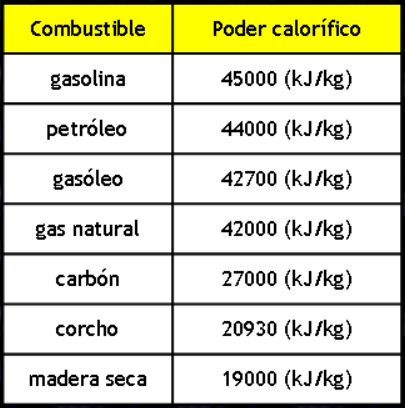 Combustible Poder calorífico
gasolina 45000 (kJ/kg)
petróleo 44000 (kJ/kg)
gasóleo 42700 (kJ/kg)
gas natural 42000 (kJ/kg)
carbón 27000 (kJ/kg)
corcho 20930 (kJ/kg)
madera seca 19000 (kJ/kg)